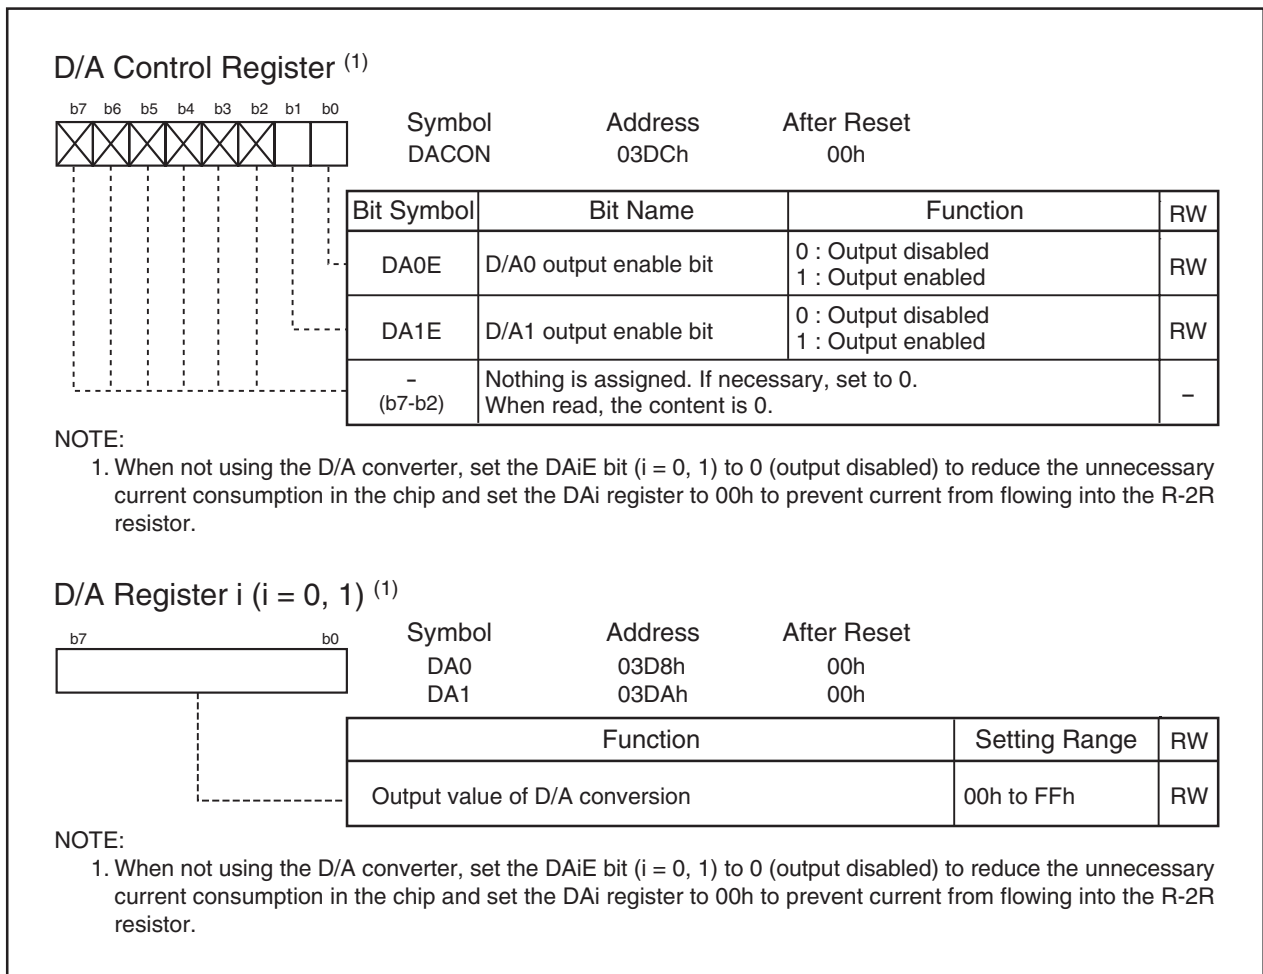 D/A Control Register (1)
b7 b6 b5 b4 b3 b2 b1 b0
Symbol Address After Reset
DACON 03DCh 00h
Bit Symbol Bit Name Function RW
DA0E D/A0 output enable bit 0 : Output disabled
1 : Output enabled RW
DA1E D/A1 output enable bit 0 : Output disabled
1 : Output enabled RW
– Nothing is assigned. If necessary, set to 0.
(b7-b2) When read, the content is 0. –
NOTE:
1. When not using the D/A converter, set the DAiE bit (i = 0, 1) to 0 (output disabled) to reduce the unnecessary
current consumption in the chip and set the DAi register to 00h to prevent current from flowing into the R-2R
resistor.
D/A Register i (i = 0, 1) (1)
b7 b0
Symbol Address After Reset
DA0 03D8h 00h
DA1 03DAh 00h
Function Setting Range RW
Output value of D/A conversion 00h to FFh RW
NOTE:
1. When not using the D/A converter, set the DAiE bit (i = 0, 1) to 0 (output disabled) to reduce the unnecessary
current consumption in the chip and set the DAi register to 00h to prevent current from flowing into the R-2R
resistor.